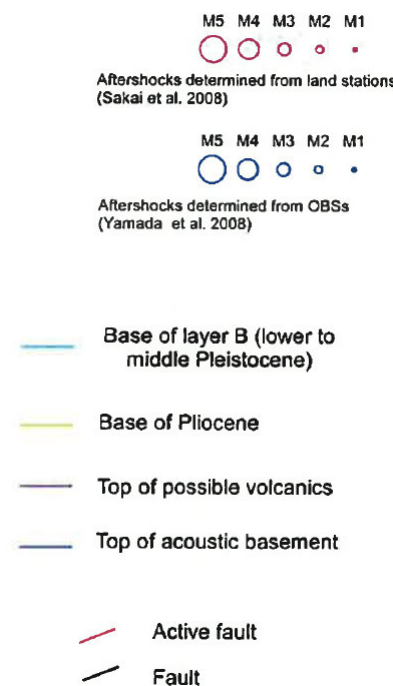 M5 M4 M3 M2 M1
Aftershocks determined from land stations
(Sakai et al. 2008)
M5 M4 M3 M2 M1
Aftershocks determined from OBSs
(Yamada et al. 2008)
Base of layer B (lower to
middle Pleistocene)
Base of Pliocene
Top of possible volcanics
Top of acoustic basement
Active fault
Fault